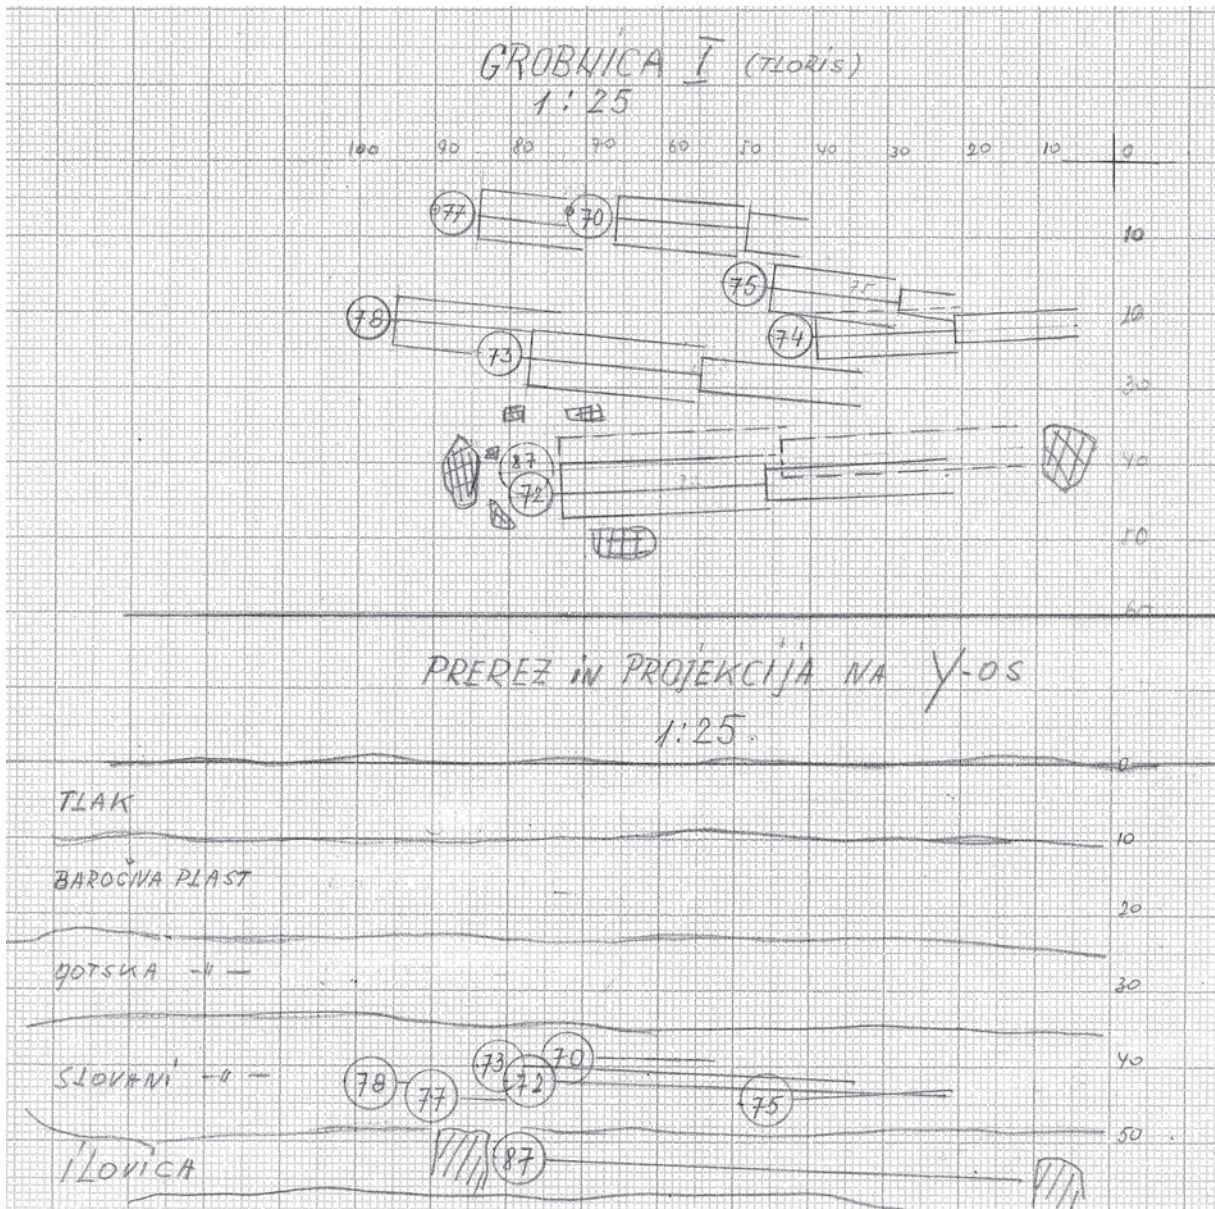 GROBNICA I (TLORIS)
1:25
100 90 80 70 60 50 40 30 20 10 0
77 70
10
75 75
78 74 20
73
30
87 40
72
50
60
PREREZ IN PROJEKCIJA NA Y-OS
1:25.
0
TLAK
10
BAROČNA PLAST
20
GOTSKA -"-
30
73 70 40
SLOVANI -"- 78 77 72 75
50
ILOVICA 87